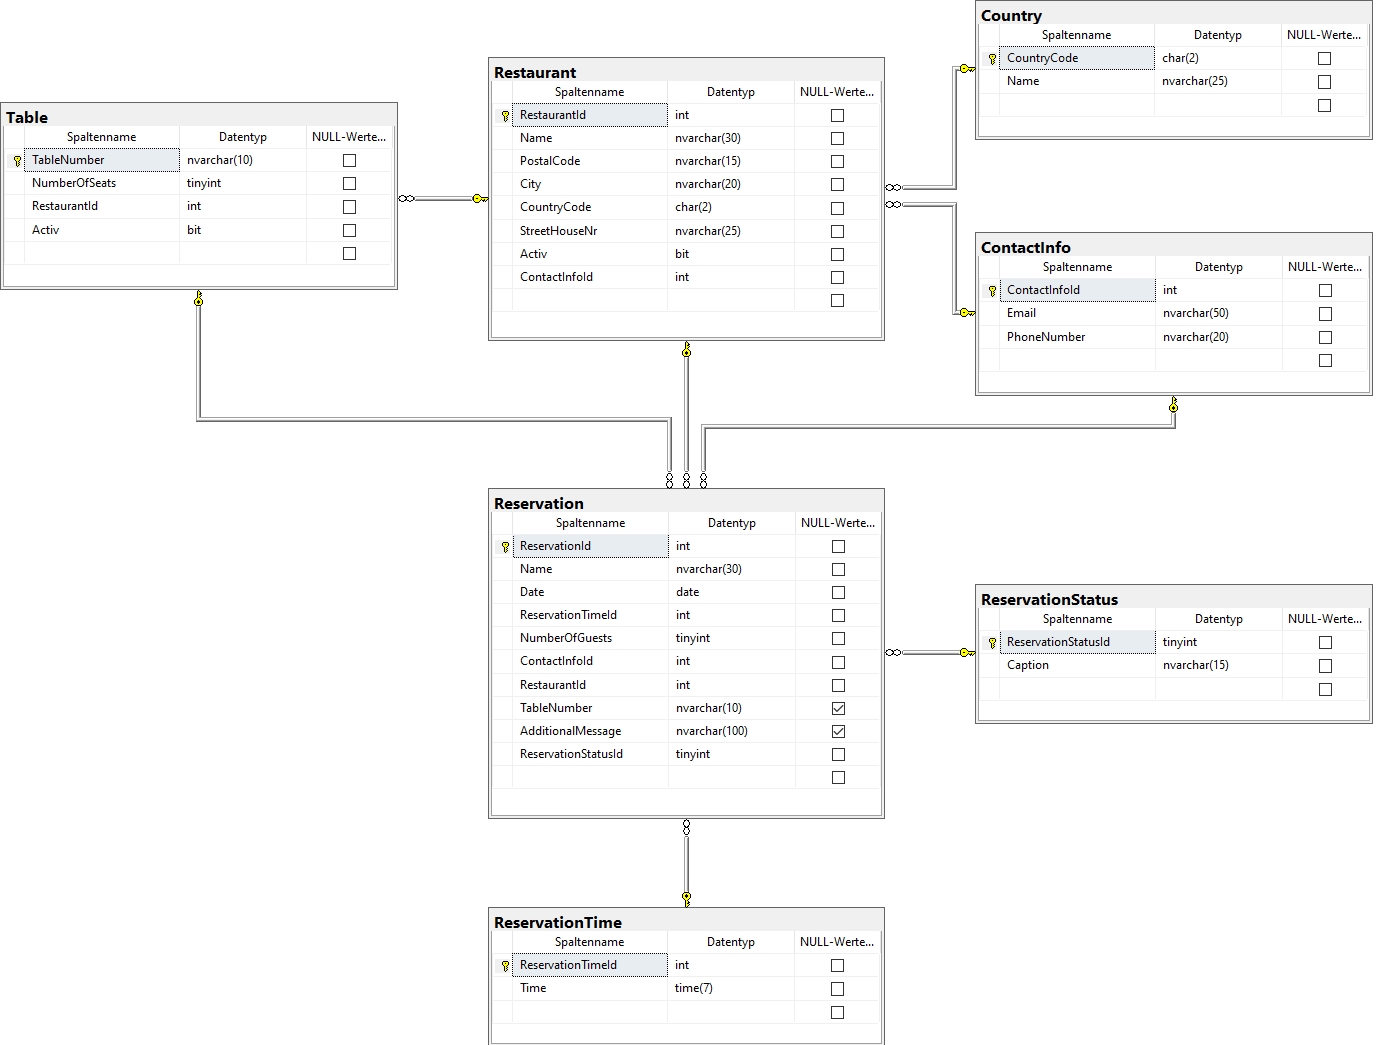 Country
Spaltenname Datentyp NULL-Werte...
CountryCode char(2)
Name nvarchar(25)
Restaurant
Spaltenname Datentyp NULL-Werte...
RestaurantId int
Name nvarchar(30)
PostalCode nvarchar(15)
City nvarchar(20)
CountryCode char(2)
StreetHouseNr nvarchar(25)
Activ bit
ContactInfoId int
Table
Spaltenname Datentyp NULL-Werte...
TableNumber nvarchar(10)
NumberOfSeats tinyint
RestaurantId int
Activ bit
ContactInfo
Spaltenname Datentyp NULL-Werte...
ContactInfoId int
Email nvarchar(50)
PhoneNumber nvarchar(20)
Reservation
Spaltenname Datentyp NULL-Werte...
ReservationId int
Name nvarchar(30)
Date date
ReservationTimeId int
NumberOfGuests tinyint
ContactInfoId int
RestaurantId int
TableNumber nvarchar(10)
AdditionalMessage nvarchar(100)
ReservationStatusId tinyint
ReservationStatus
Spaltenname Datentyp NULL-Werte...
ReservationStatusId tinyint
Caption nvarchar(15)
ReservationTime
Spaltenname Datentyp NULL-Werte...
ReservationTimeId int
Time time(7)